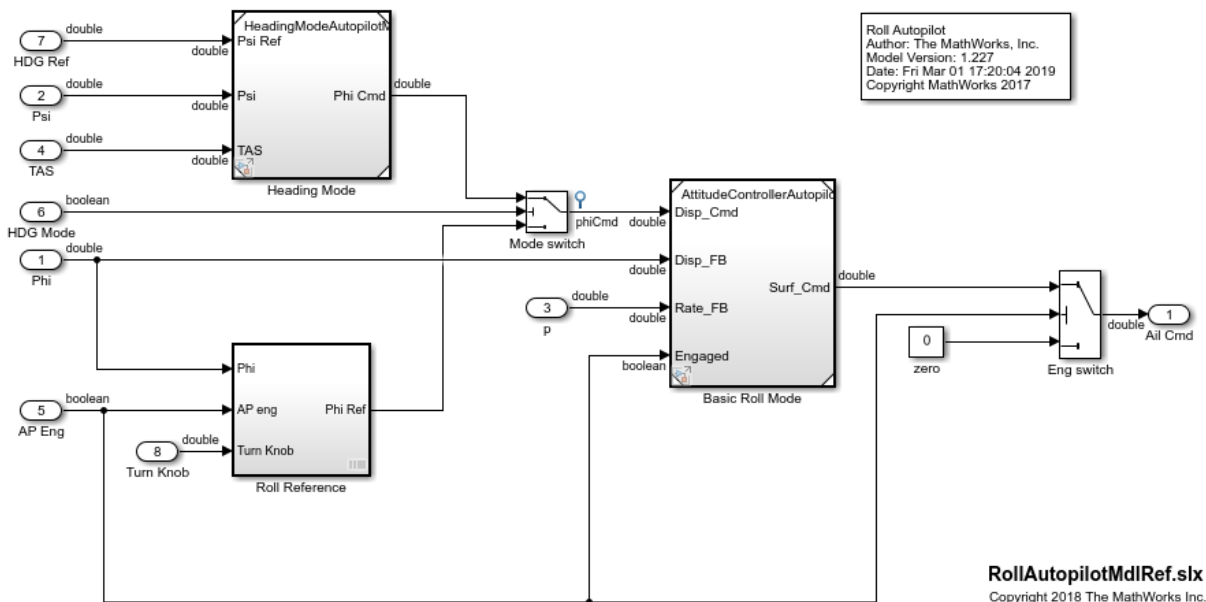 HeadingModeAutopilotM
7
HDG Ref
double
double
Psi Ref
2
Psi
double
double
Psi
4
TAS
double
double
TAS
Phi Cmd
double
Heading Mode
Roll Autopilot
Author: The MathWorks, Inc.
Model Version: 1.227
Date: Fri Mar 01 17:20:04 2019
Copyright MathWorks 2017
6
HDG Mode
boolean
1
Phi
double
Mode switch
phiCmd
double
AttitudeControllerAutopilo
Disp_Cmd
Disp_FB
double
3
p
double
double
Rate_FB
Engaged
boolean
Surf_Cmd
double
Basic Roll Mode
0
zero
Eng switch
double
1
Ail Cmd
5
AP Eng
boolean
8
Turn Knob
double
Phi
AP eng
Turn Knob
Phi Ref
Roll Reference
RollAutopilotMdlRef.slx
Copyright 2018 The MathWorks Inc.